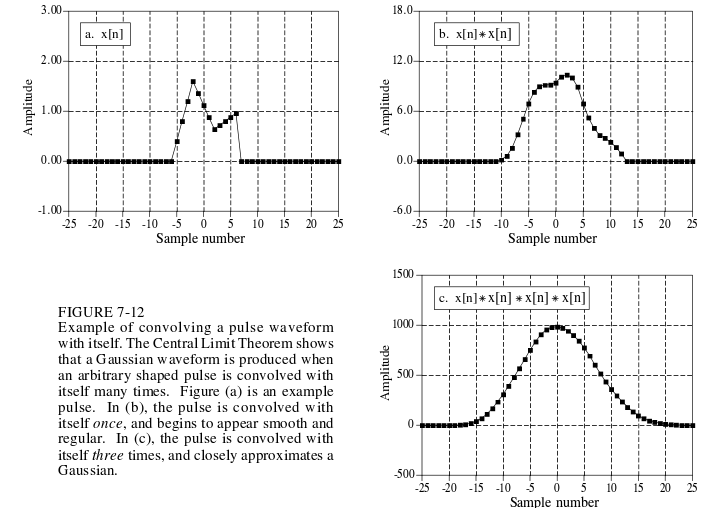 3.00
a. x[n]
2.00
1.00
0.00
-1.00
Amplitude
-25 -20 -15 -10 -5 0 5 10 15 20 25
Sample number
18.0
b. x[n]∗x[n]
12.0
6.0
0.0
-6.0
Amplitude
-25 -20 -15 -10 -5 0 5 10 15 20 25
Sample number
FIGURE 7-12
Example of convolving a pulse waveform
with itself. The Central Limit Theorem shows
that a Gaussian waveform is produced when
an arbitrary shaped pulse is convolved with
itself many times. Figure (a) is an example
pulse. In (b), the pulse is convolved with
itself once, and begins to appear smooth and
regular. In (c), the pulse is convolved with
itself three times, and closely approximates a
Gaussian.
1500
c. x[n]∗x[n] ∗x[n] ∗x[n]
1000
500
0
-500
Amplitude
-25 -20 -15 -10 -5 0 5 10 15 20 25
Sample number